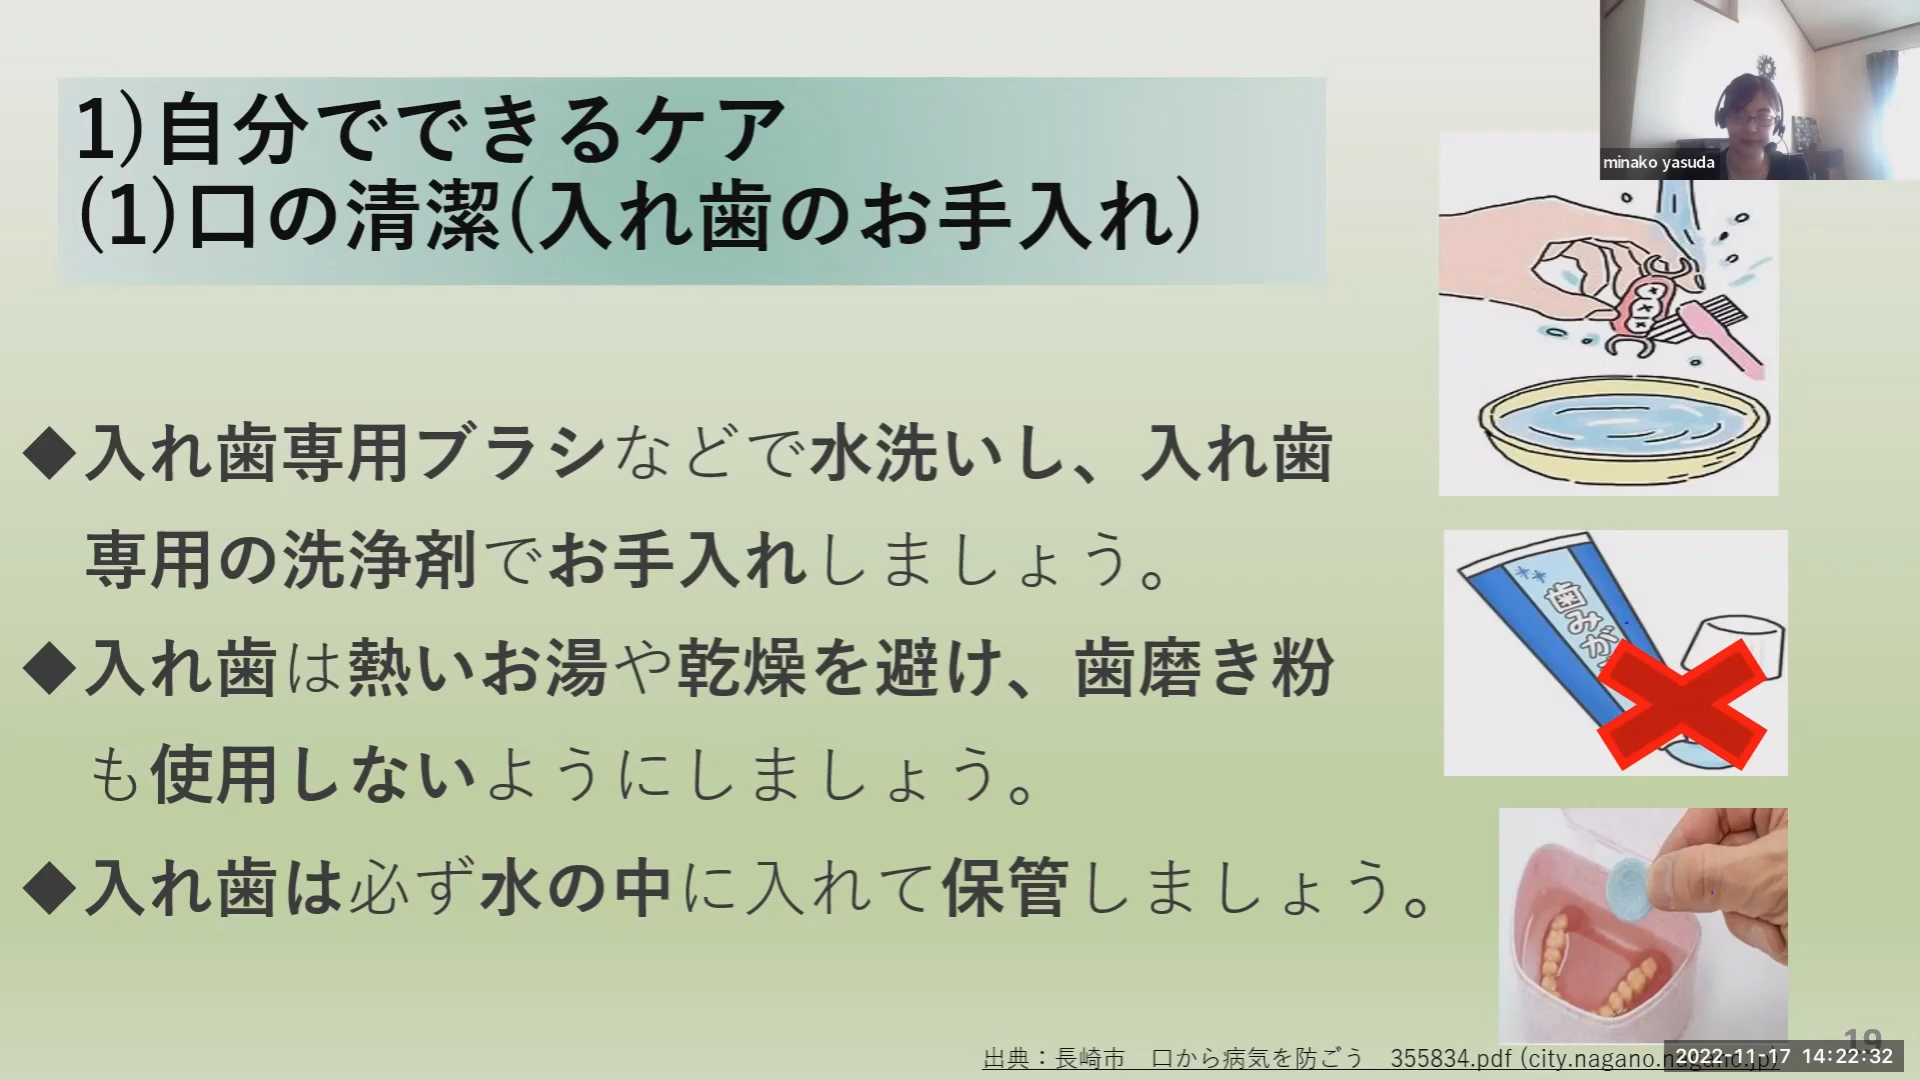 minako yasuda
1)自分でできるケア
(1)口の清潔(入れ歯のお手入れ)
◆入れ歯専用ブラシなどで水洗いし、入れ歯
専用の洗浄剤でお手入れしましょう。
◆入れ歯は熱いお湯や乾燥を避け、歯磨き粉
も使用しないようにしましょう。
◆入れ歯は必ず水の中に入れて保管しましょう。
歯みが
19
出典：長崎市　口から病気を防ごう　355834.pdf (city.nagano.nagano.jp)
2022-11-17 14:22:32